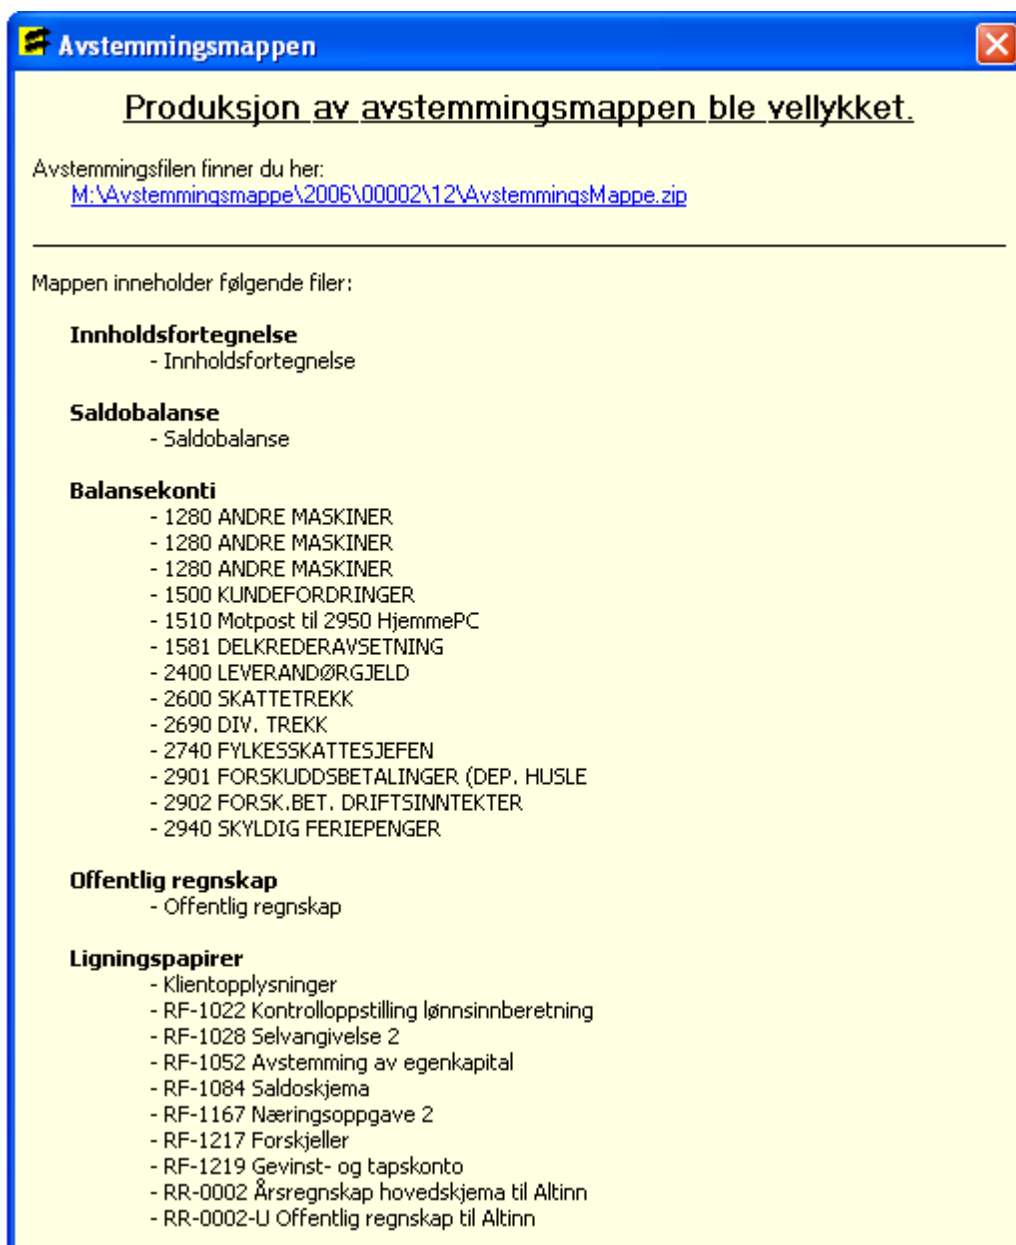 Avstemmingsmappen
Produksjon av avstemmingsmappen ble vellykket.
Avstemmingsfilen finner du her:
M:\Avstemmingsmappe\2006\00002\12\AvstemmingsMappe.zip
Mappen inneholder følgende filer:
Innholdsfortegnelse
- Innholdsfortegnelse
Saldobalanse
- Saldobalanse
Balansekonti
- 1280 ANDRE MASKINER
- 1280 ANDRE MASKINER
- 1280 ANDRE MASKINER
- 1500 KUNDEFORDRINGER
- 1510 Motpost til 2950 HjemmePC
- 1581 DELKREDERAVSETNING
- 2400 LEVERANDØRGJELD
- 2600 SKATTETREKK
- 2690 DIV. TREKK
- 2740 FYLKESSKATTESJEFEN
- 2901 FORSKUDDSBETALINGER (DEP. HUSLE
- 2902 FORSK.BET. DRIFTSINNTEKTER
- 2940 SKYLDIG FERIEPENGER
Offentlig regnskap
- Offentlig regnskap
Ligningspapirer
- Klientopplysninger
- RF-1022 Kontrolloppstilling lønnsinnberetning
- RF-1028 Selvangivelse 2
- RF-1052 Avstemming av egenkapital
- RF-1084 Saldoskjema
- RF-1167 Næringsoppgave 2
- RF-1217 Forskjeller
- RF-1219 Gevinst- og tapskonto
- RR-0002 Årsregnskap hovedskjema til Altinn
- RR-0002-U Offentlig regnskap til Altinn